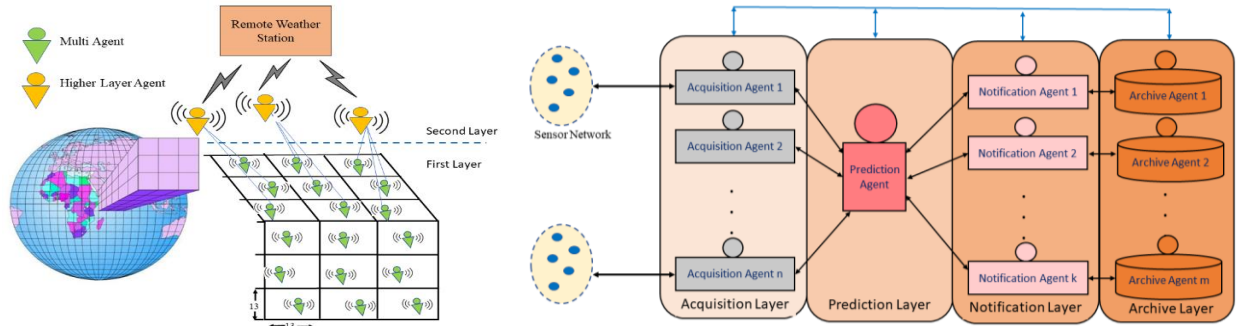 Remote Weather
Station
Multi Agent
Higher Layer Agent
Second Layer
First Layer
13
13
Sensor Network
Acquisition Agent 1
Acquisition Agent 2
Acquisition Agent n
Acquisition Layer
Prediction
Agent
Prediction Layer
Notification Agent 1
Notification Agent 2
Notification Agent k
Notification Layer
Archive Agent 1
Archive Agent 2
Archive Agent m
Archive Layer